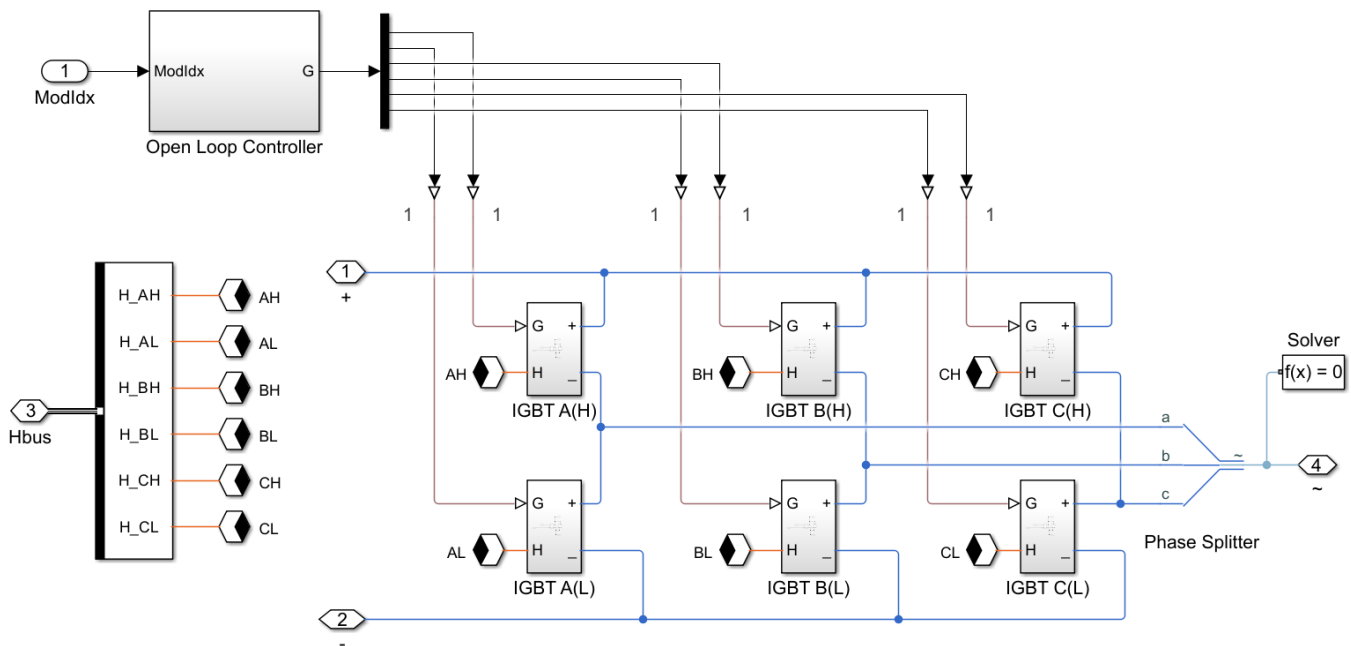 1
ModIdx
ModIdx
G
Open Loop Controller
1
1
1
1
1
1
3
Hbus
H_AH
H_AL
H_BH
H_BL
H_CH
H_CL
AH
AL
BH
BL
CH
CL
1
+
G
+
AH
H
_
IGBT A(H)
G
+
BH
H
_
IGBT B(H)
G
+
CH
H
_
IGBT C(H)
Solver
f(x) = 0
a
b
c
~
4
~
Phase Splitter
G
+
AL
H
_
IGBT A(L)
G
+
BL
H
_
IGBT B(L)
G
+
CL
H
_
IGBT C(L)
2
-